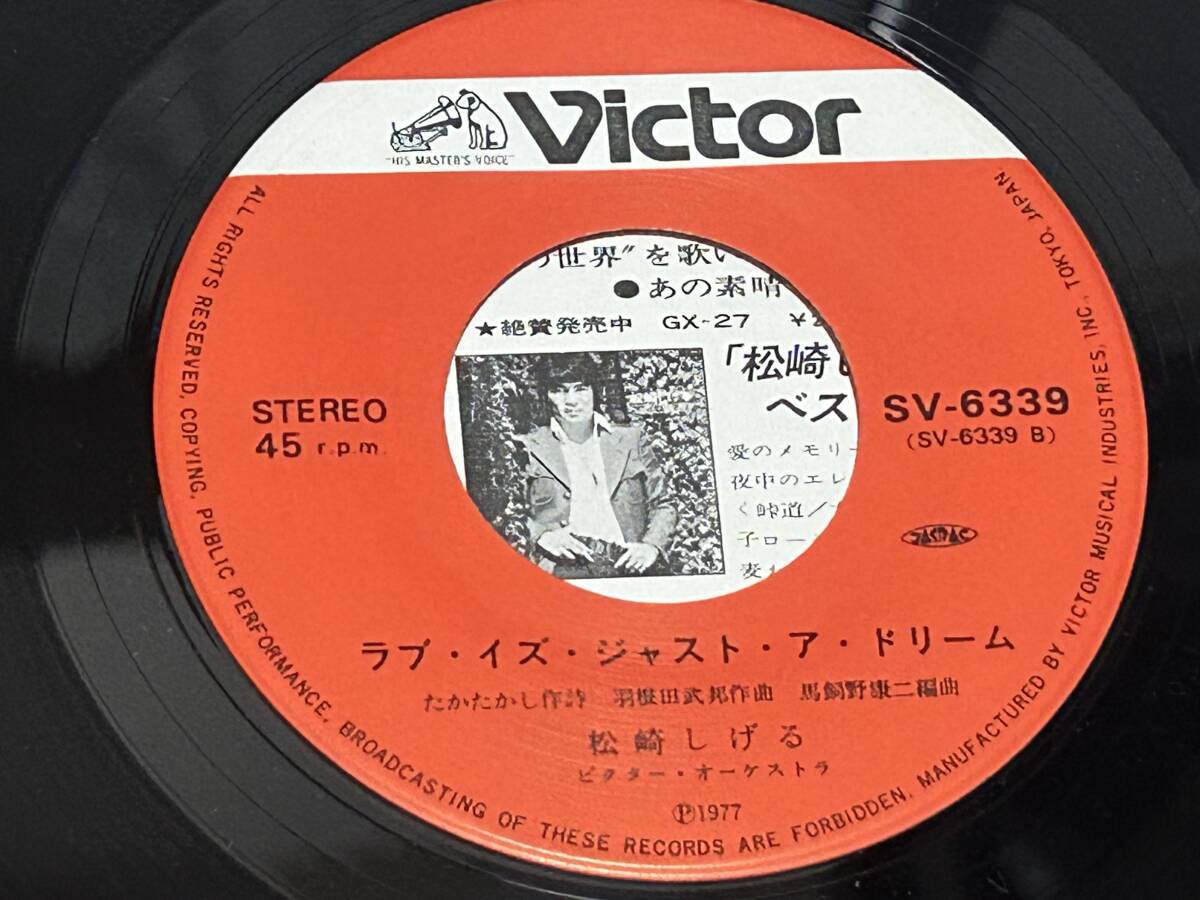 "HIS MASTER'S VOICE"
Victor
ALL RIGHTS RESERVED, COPYING, PUBLIC PERFORMANCE, BROADCASTING OF THESE RECORDS ARE FORBIDDEN, MANUFACTURED BY VICTOR MUSICAL INDUSTRIES, INC., TOKYO, JAPAN
世界"を歌い
●あの素晴
★絶賛発売中 GX-27 ¥2
「松崎し
ベス
愛のメモリー
夜中のエレ
く峠道/
子ロー
STEREO
45 r.p.m.
SV-6339
(SV-6339 B)
JASRAC
ラブ・イズ・ジャスト・ア・ドリーム
たかたかし作詩 羽根田武邦作曲 馬飼野康二編曲
松崎しげる
ビクター・オーケストラ
Ⓟ1977